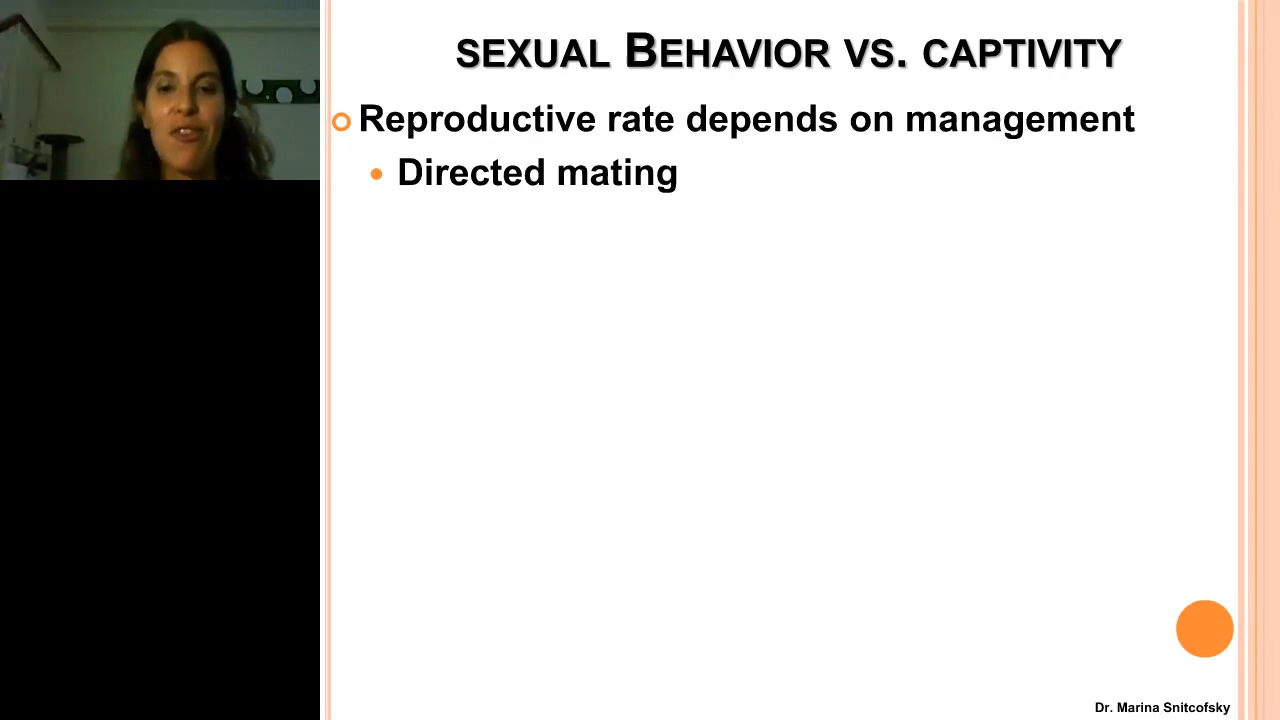 SEXUAL BEHAVIOR VS. CAPTIVITY
Reproductive rate depends on management
Directed mating
Dr. Marina Snitcofsky